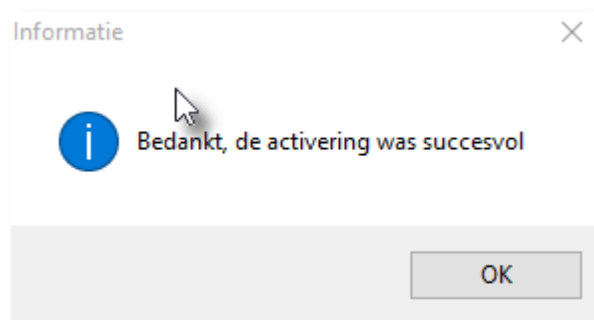 Informatie
Bedankt, de activering was succesvol
OK